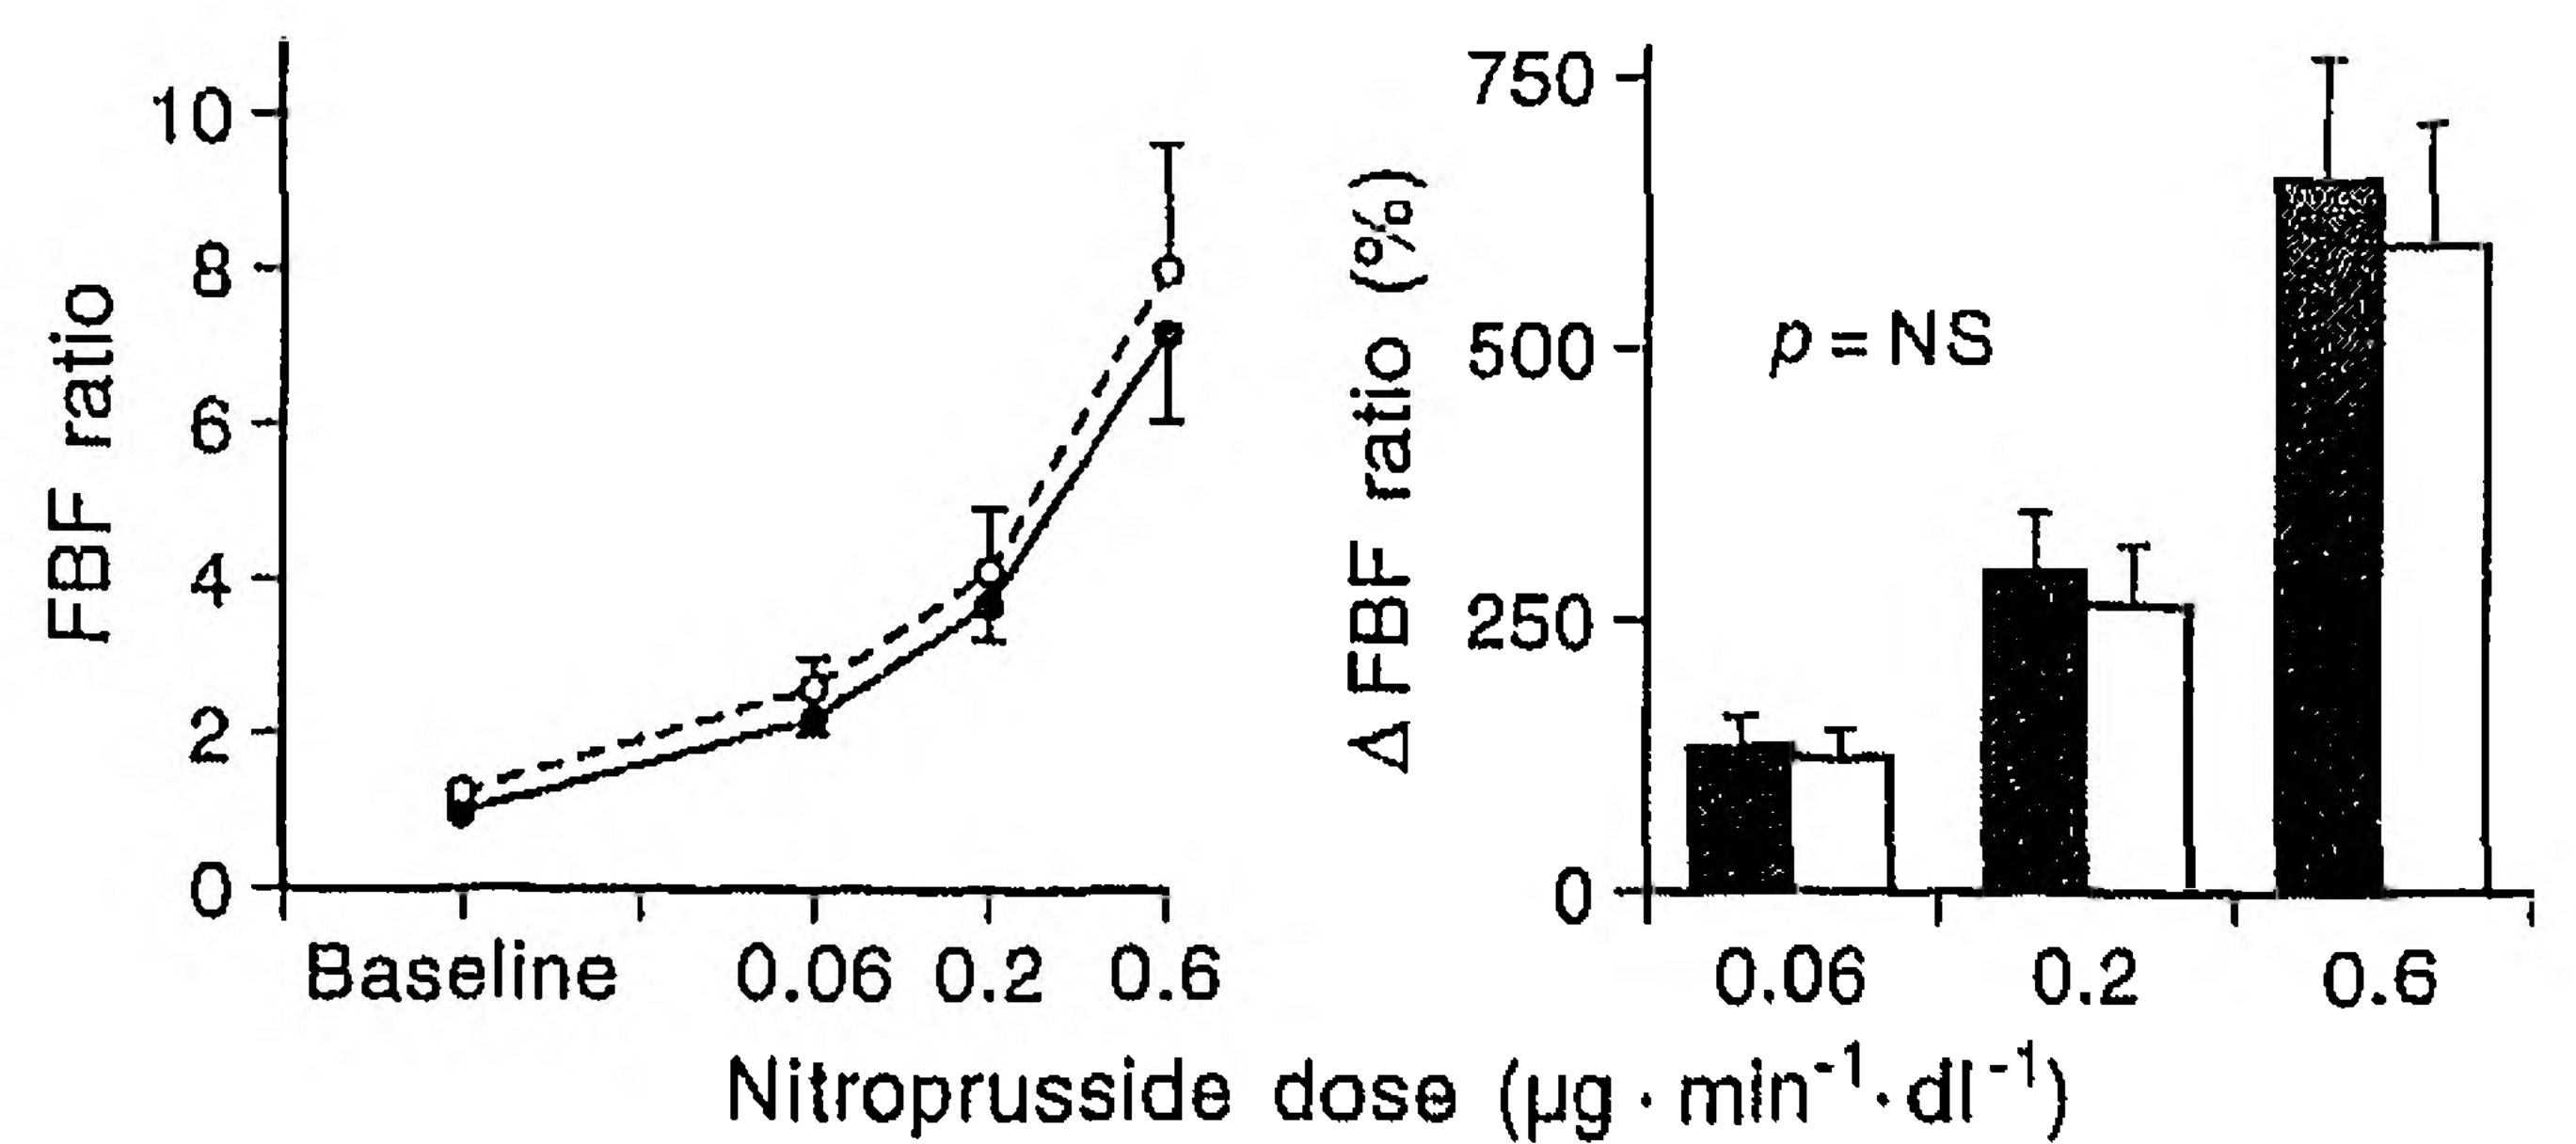 FBF ratio
10
8
6
4
2
0
Baseline 0.06 0.2 0.6
Δ FBF ratio (%)
750
500
250
0
p = NS
0.06 0.2 0.6
Nitroprusside dose (µg · min⁻¹ · dl⁻¹)